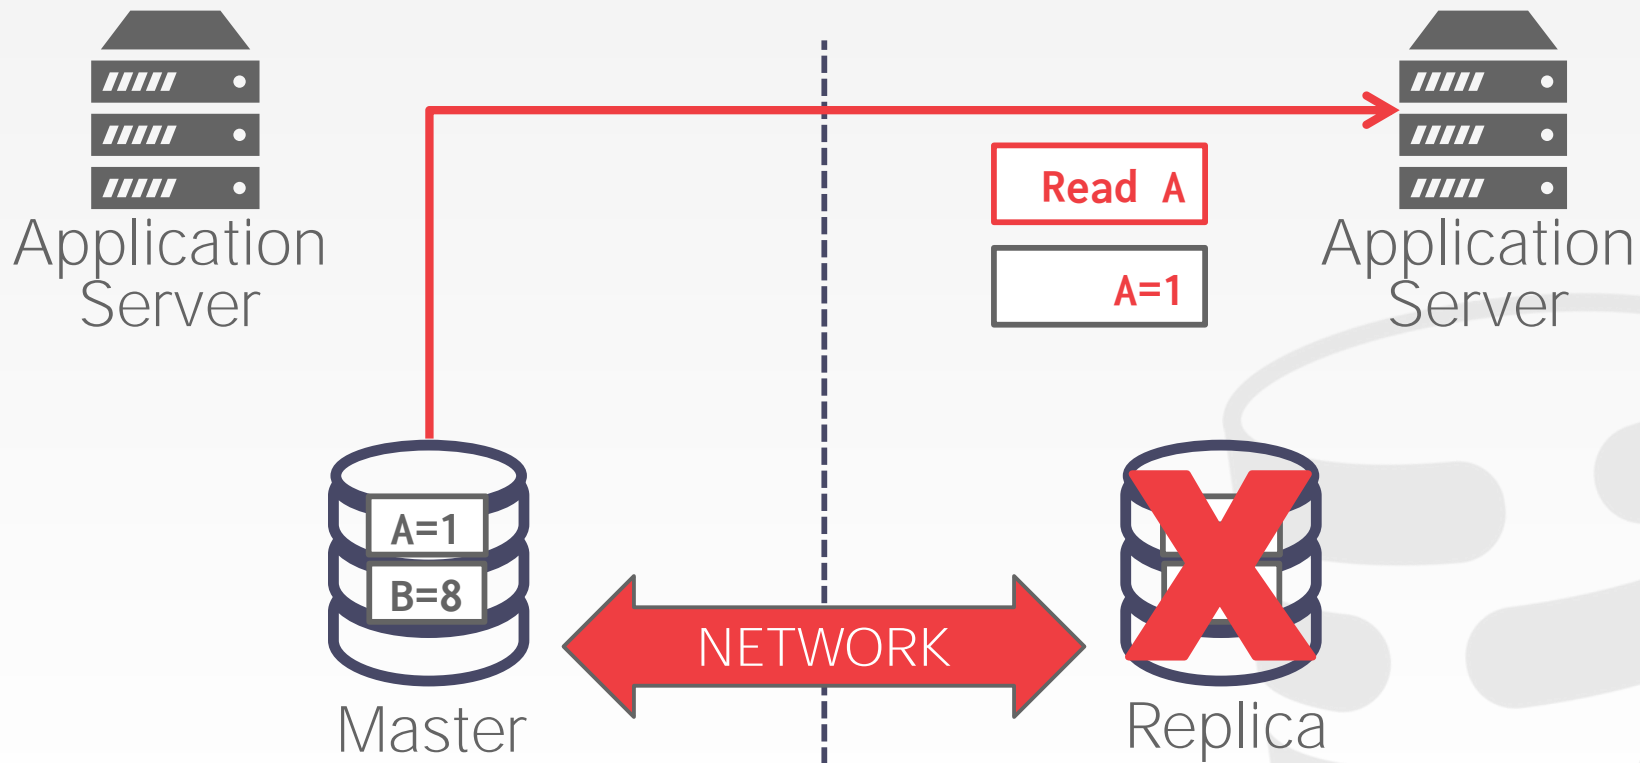 Read A
A=1
Application
Server
Application
Server
A=1
B=8
NETWORK
Master
Replica